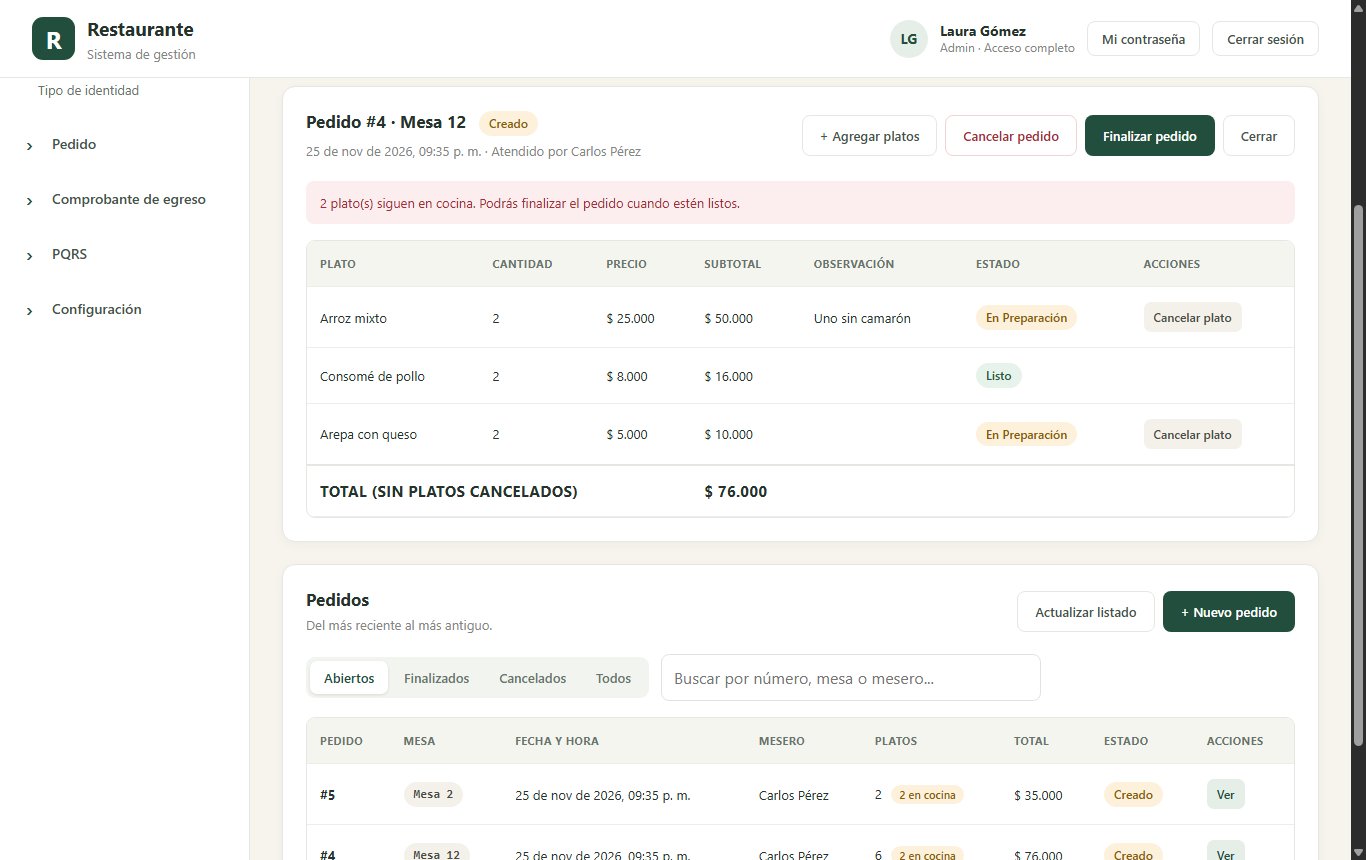 R
Restaurante
Sistema de gestión
LG
Laura Gómez
Admin · Acceso completo
Mi contraseña
Cerrar sesión
Tipo de identidad
› Pedido
› Comprobante de egreso
› PQRS
› Configuración
Pedido #4 · Mesa 12 Creado
25 de nov de 2026, 09:35 p. m. · Atendido por Carlos Pérez
+ Agregar platos
Cancelar pedido
Finalizar pedido
Cerrar
2 plato(s) siguen en cocina. Podrás finalizar el pedido cuando estén listos.
PLATO CANTIDAD PRECIO SUBTOTAL OBSERVACIÓN ESTADO ACCIONES
Arroz mixto 2 $ 25.000 $ 50.000 Uno sin camarón En Preparación Cancelar plato
Consomé de pollo 2 $ 8.000 $ 16.000 Listo
Arepa con queso 2 $ 5.000 $ 10.000 En Preparación Cancelar plato
TOTAL (SIN PLATOS CANCELADOS) $ 76.000
Pedidos
Del más reciente al más antiguo.
Actualizar listado
+ Nuevo pedido
Abiertos Finalizados Cancelados Todos
Buscar por número, mesa o mesero...
PEDIDO MESA FECHA Y HORA MESERO PLATOS TOTAL ESTADO ACCIONES
#5 Mesa 2 25 de nov de 2026, 09:35 p. m. Carlos Pérez 2 2 en cocina $ 35.000 Creado Ver
#4 Mesa 12 25 de nov de 2026, 09:35 p. m. Carlos Pérez 6 2 en cocina $ 76.000 Creado Ver